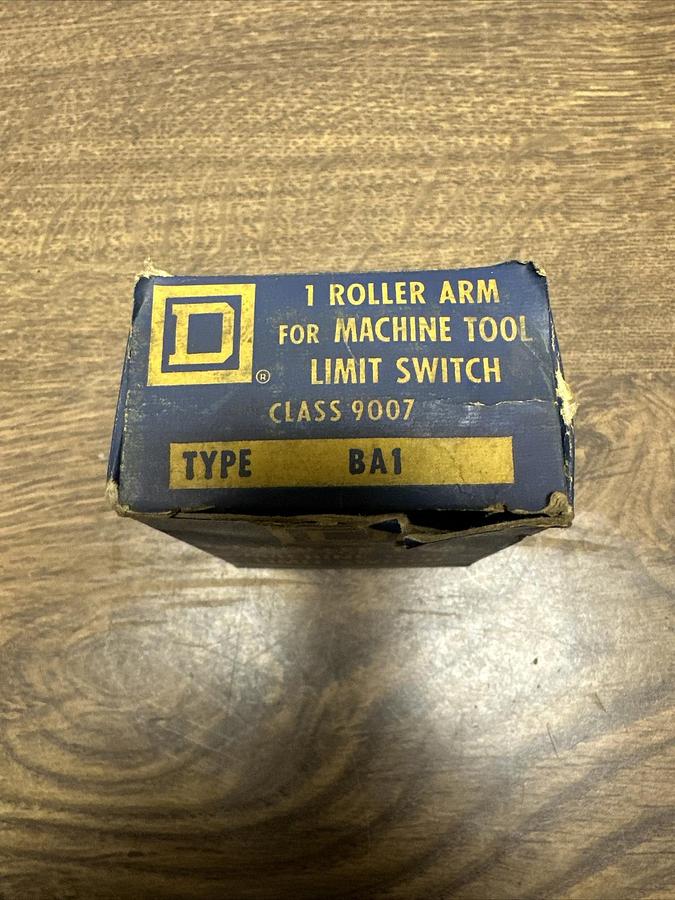 D
®
1 ROLLER ARM
FOR MACHINE TOOL
LIMIT SWITCH
CLASS 9007
TYPE BA1